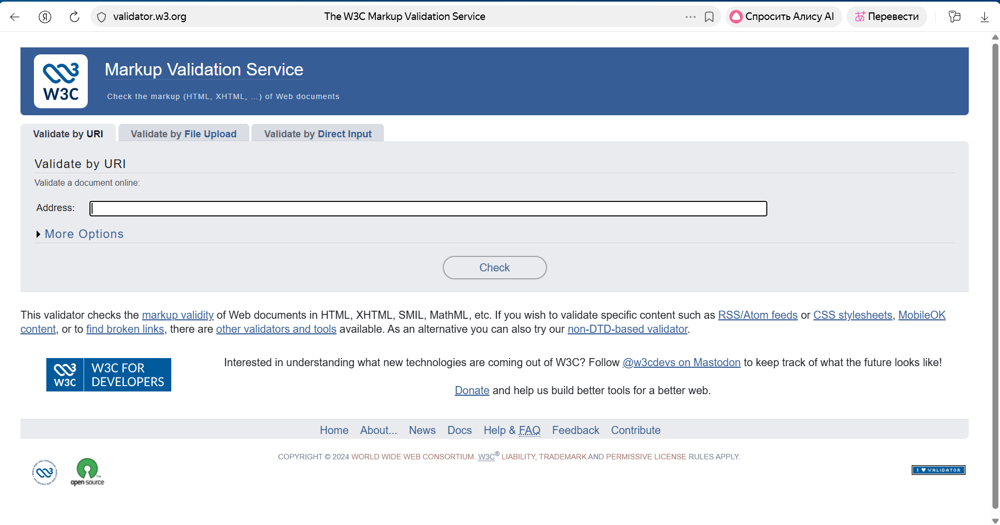 validator.w3.org
The W3C Markup Validation Service
Спросить Алису AI
Перевести
W3C
Markup Validation Service
Check the markup (HTML, XHTML, …) of Web documents
Validate by URI
Validate by File Upload
Validate by Direct Input
Validate by URI
Validate a document online:
Address:
More Options
Check
This validator checks the markup validity of Web documents in HTML, XHTML, SMIL, MathML, etc. If you wish to validate specific content such as RSS/Atom feeds or CSS stylesheets, MobileOK
content, or to find broken links, there are other validators and tools available. As an alternative you can also try our non-DTD-based validator.
W3C
W3C FOR
DEVELOPERS
Interested in understanding what new technologies are coming out of W3C? Follow @w3cdevs on Mastodon to keep track of what the future looks like!
Donate and help us build better tools for a better web.
Home About... News Docs Help & FAQ Feedback Contribute
COPYRIGHT © 2024 WORLD WIDE WEB CONSORTIUM. W3C® LIABILITY, TRADEMARK AND PERMISSIVE LICENSE RULES APPLY.
open source
I ♥ VALIDATOR